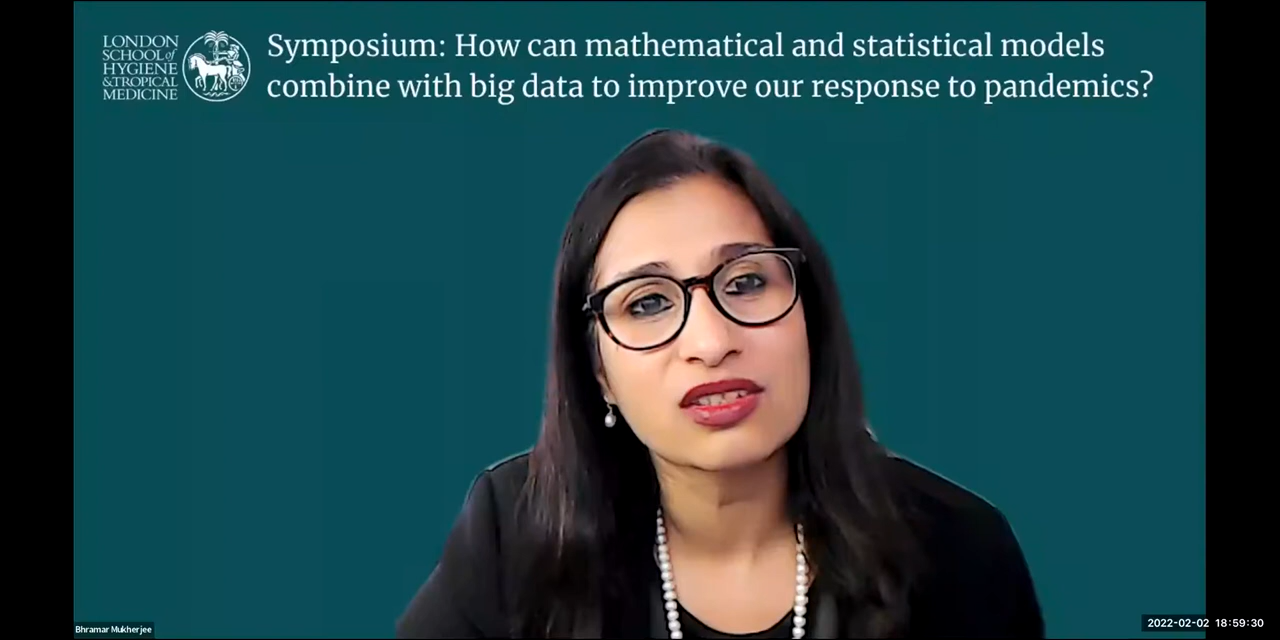 LONDON
SCHOOL of
HYGIENE
& TROPICAL
MEDICINE
Symposium: How can mathematical and statistical models
combine with big data to improve our response to pandemics?
Bhramar Mukherjee
2022-02-02 18:59:30